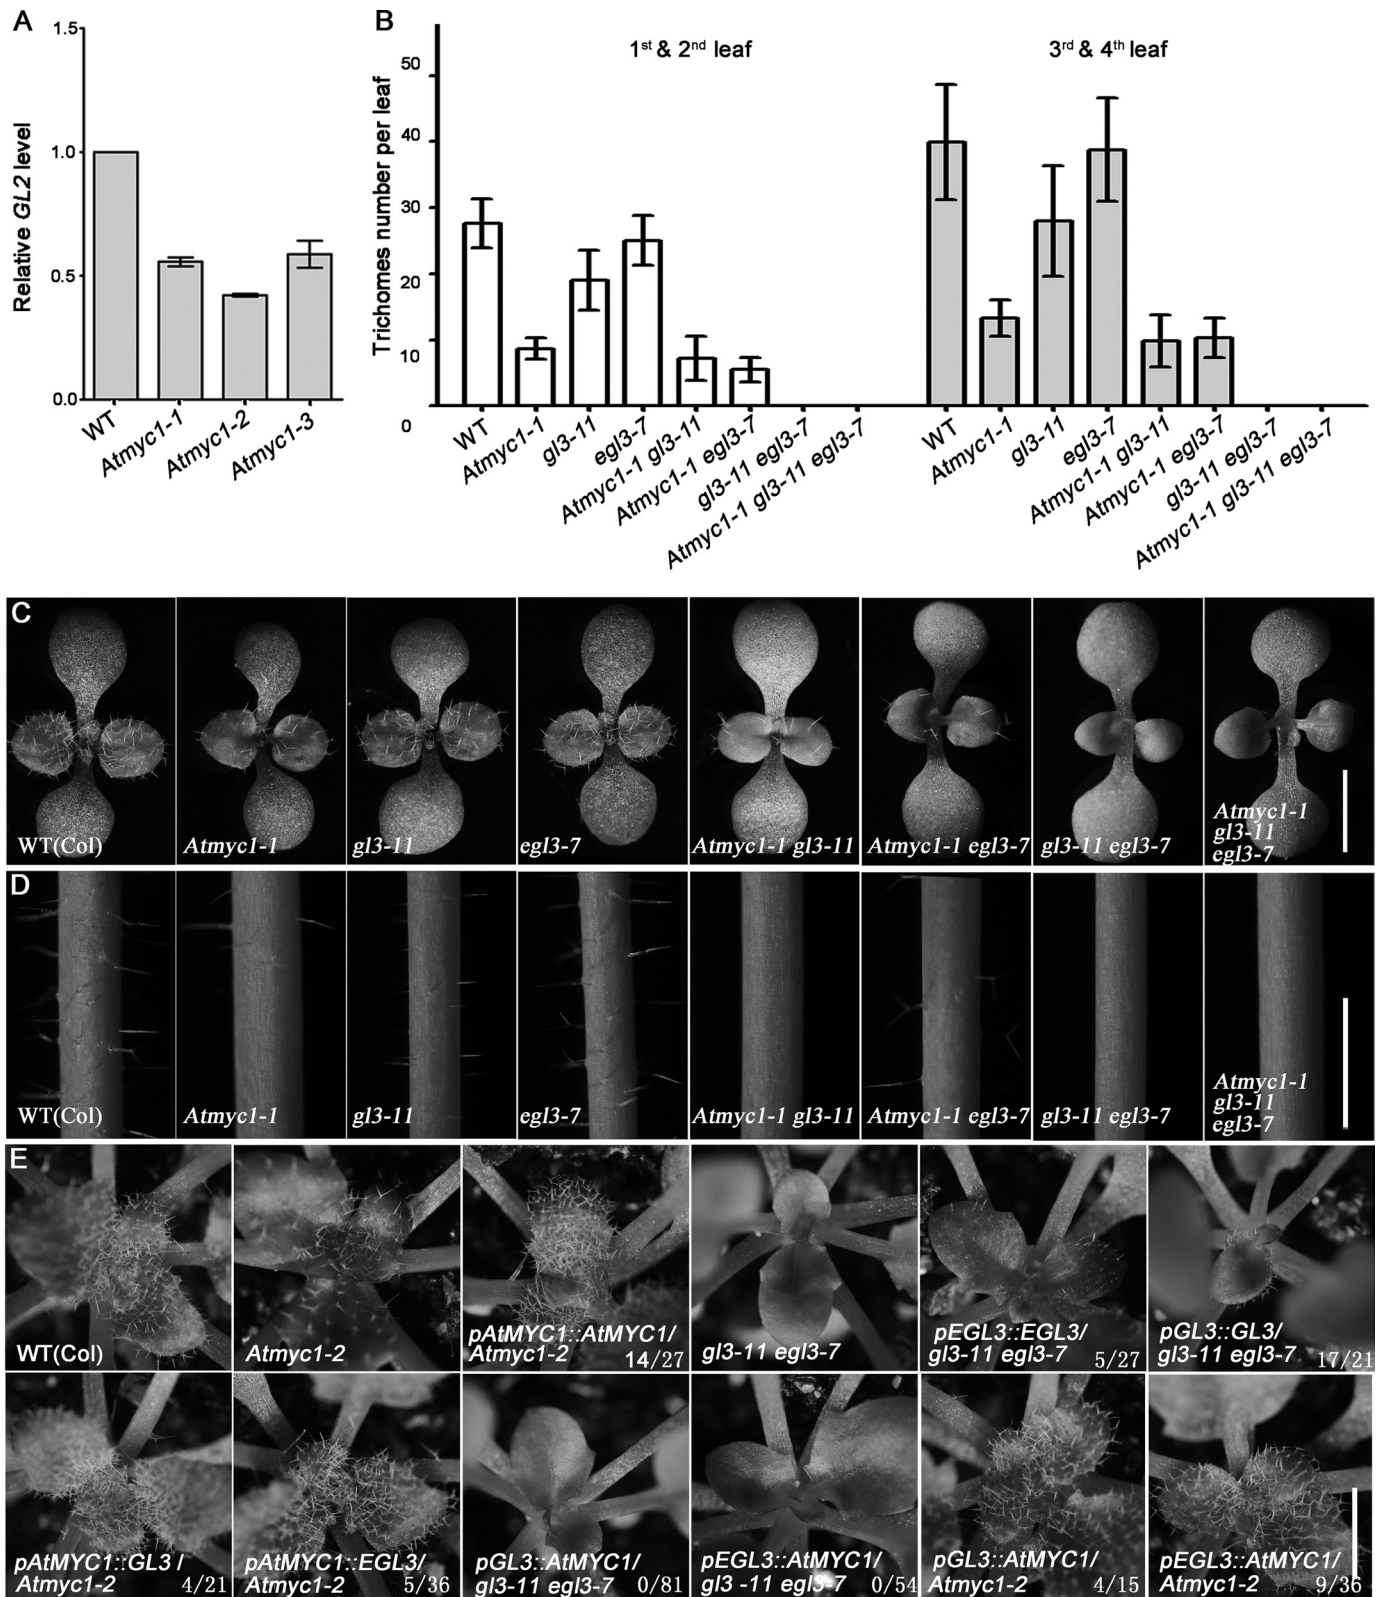 A
1.5
1.0
0.5
0.0
Relative GL2 level
WT
Atmyc1-1
Atmyc1-2
Atmyc1-3
B
1st & 2nd leaf
3rd & 4th leaf
50
40
30
20
10
0
Trichomes number per leaf
WT
Atmyc1-1
gl3-11
egl3-7
Atmyc1-1 gl3-11
Atmyc1-1 egl3-7
gl3-11 egl3-7
Atmyc1-1 gl3-11 egl3-7
WT
Atmyc1-1
gl3-11
egl3-7
Atmyc1-1 gl3-11
Atmyc1-1 egl3-7
gl3-11 egl3-7
Atmyc1-1 gl3-11 egl3-7
C
WT(Col)
Atmyc1-1
gl3-11
egl3-7
Atmyc1-1 gl3-11
Atmyc1-1 egl3-7
gl3-11 egl3-7
Atmyc1-1
gl3-11
egl3-7
D
WT(Col)
Atmyc1-1
gl3-11
egl3-7
Atmyc1-1 gl3-11
Atmyc1-1 egl3-7
gl3-11 egl3-7
Atmyc1-1
gl3-11
egl3-7
E
WT(Col)
Atmyc1-2
pAtMYC1::AtMYC1/
Atmyc1-2 14/27
gl3-11 egl3-7
pEGL3::EGL3/
gl3-11 egl3-7 5/27
pGL3::GL3/
gl3-11 egl3-7 17/21
pAtMYC1::GL3 /
Atmyc1-2 4/21
pAtMYC1::EGL3/
Atmyc1-2 5/36
pGL3::AtMYC1/
gl3-11 egl3-7 0/81
pEGL3::AtMYC1/
gl3 -11 egl3-7 0/54
pGL3::AtMYC1/
Atmyc1-2 4/15
pEGL3::AtMYC1/
Atmyc1-2 9/36